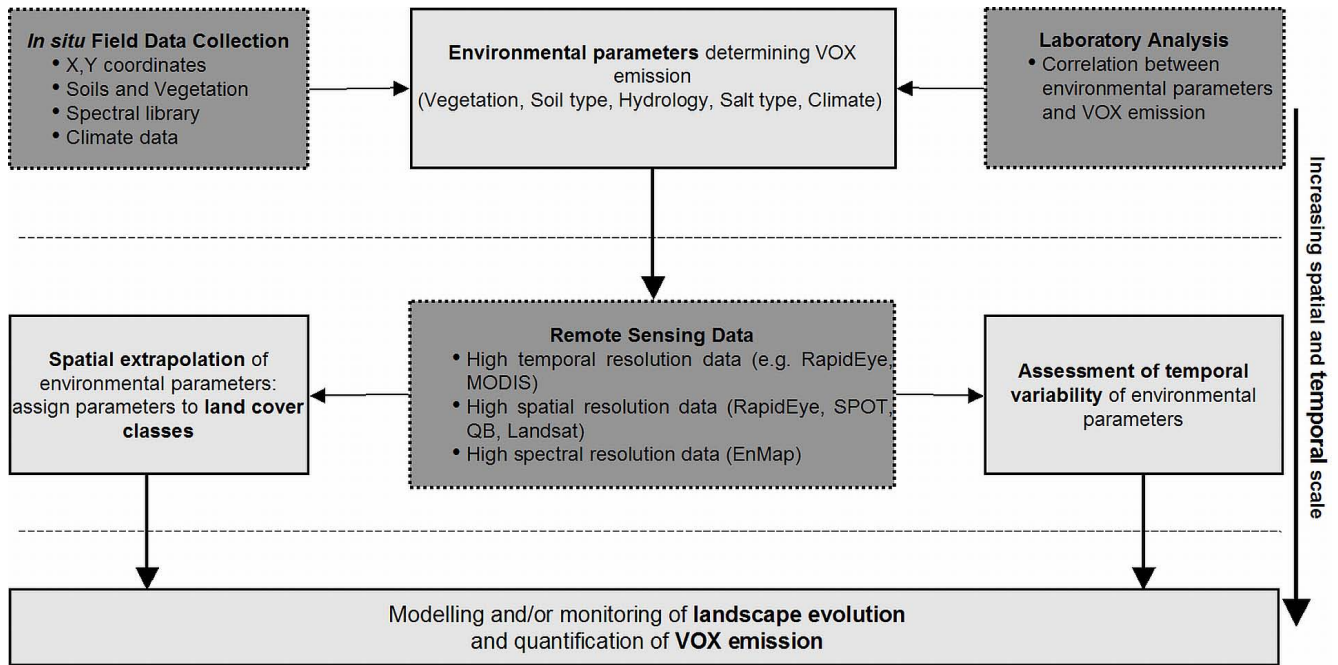 In situ Field Data Collection
• X,Y coordinates
• Soils and Vegetation
• Spectral library
• Climate data
Environmental parameters determining VOX
emission
(Vegetation, Soil type, Hydrology, Salt type, Climate)
Laboratory Analysis
• Correlation between
environmental parameters
and VOX emission
Increasing spatial and temporal scale
Spatial extrapolation of
environmental parameters:
assign parameters to land cover
classes
Remote Sensing Data
• High temporal resolution data (e.g. RapidEye,
MODIS)
• High spatial resolution data (RapidEye, SPOT,
QB, Landsat)
• High spectral resolution data (EnMap)
Assessment of temporal
variability of environmental
parameters
Modelling and/or monitoring of landscape evolution
and quantification of VOX emission